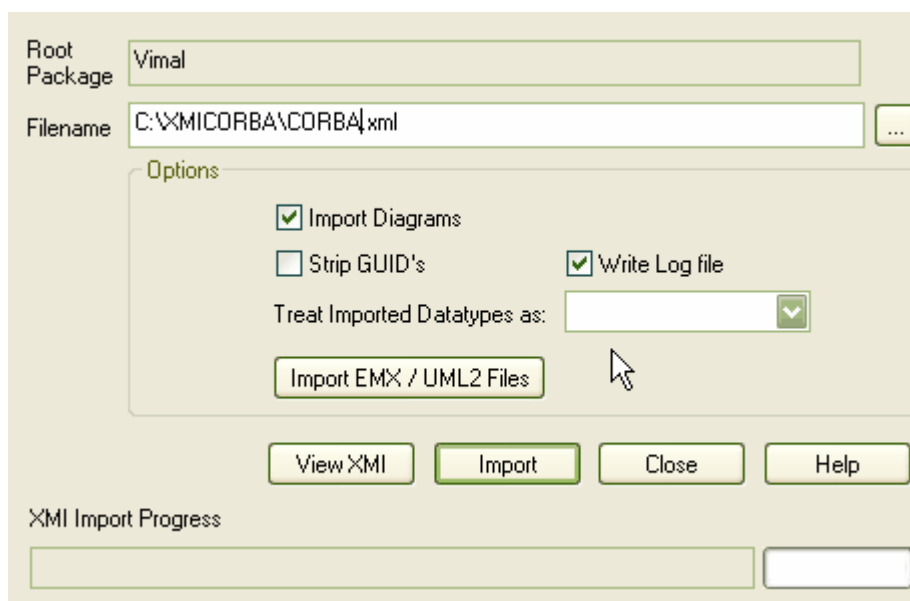 Root
Package
Vimal
Filename
C:\XMICORBA\CORBA.xml
...
Options
Import Diagrams
Strip GUID's
Write Log file
Treat Imported Datatypes as:
Import EMX / UML2 Files
View XMI
Import
Close
Help
XMI Import Progress